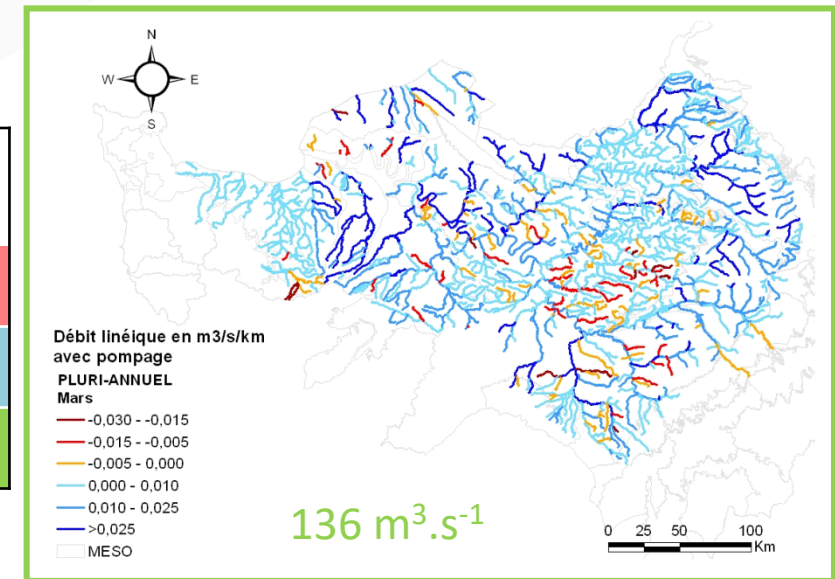 N
W E
S
Débit linéique en m3/s/km
avec pompage
PLURI-ANNUEL
Mars
-0,030 - -0,015
-0,015 - -0,005
-0,005 - 0,000
0,000 - 0,010
0,010 - 0,025
>0,025
MESO
136 m³.s⁻¹
0 25 50 100
Km